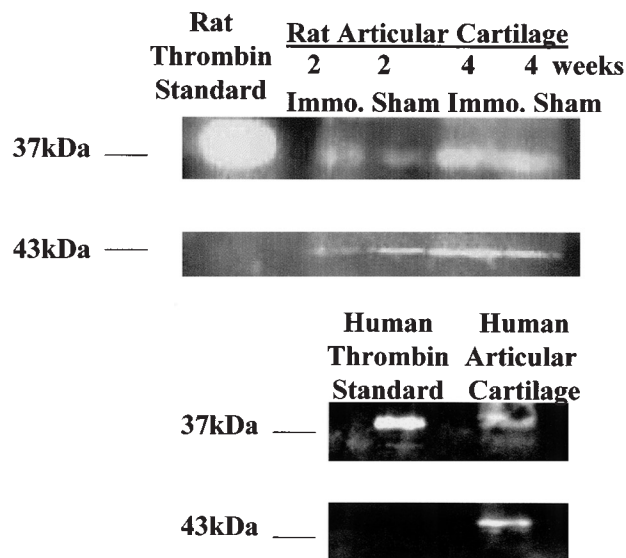 Rat
Thrombin
Standard
Rat Articular Cartilage
2 2 4 4 weeks
Immo. Sham Immo. Sham
37kDa
43kDa
Human
Thrombin
Standard
Human
Articular
Cartilage
37kDa
43kDa